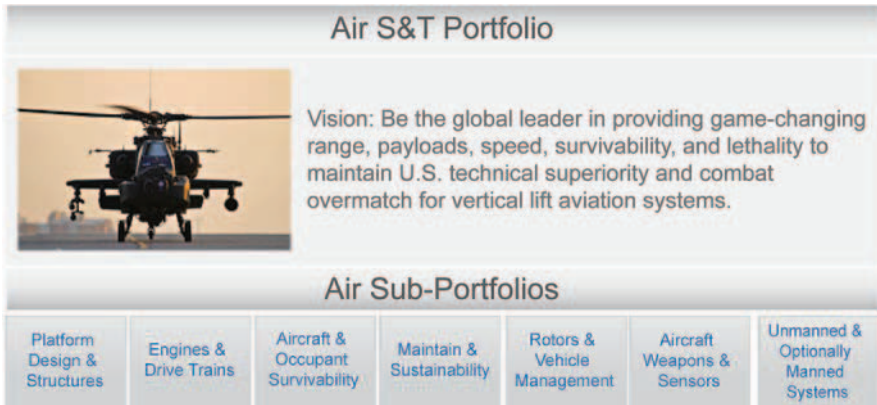 Air S&T Portfolio
Vision: Be the global leader in providing game-changing
range, payloads, speed, survivability, and lethality to
maintain U.S. technical superiority and combat
overmatch for vertical lift aviation systems.
Air Sub-Portfolios
Platform
Design &
Structures
Engines &
Drive Trains
Aircraft &
Occupant
Survivability
Maintain &
Sustainability
Rotors &
Vehicle
Management
Aircraft
Weapons &
Sensors
Unmanned &
Optionally
Manned
Systems